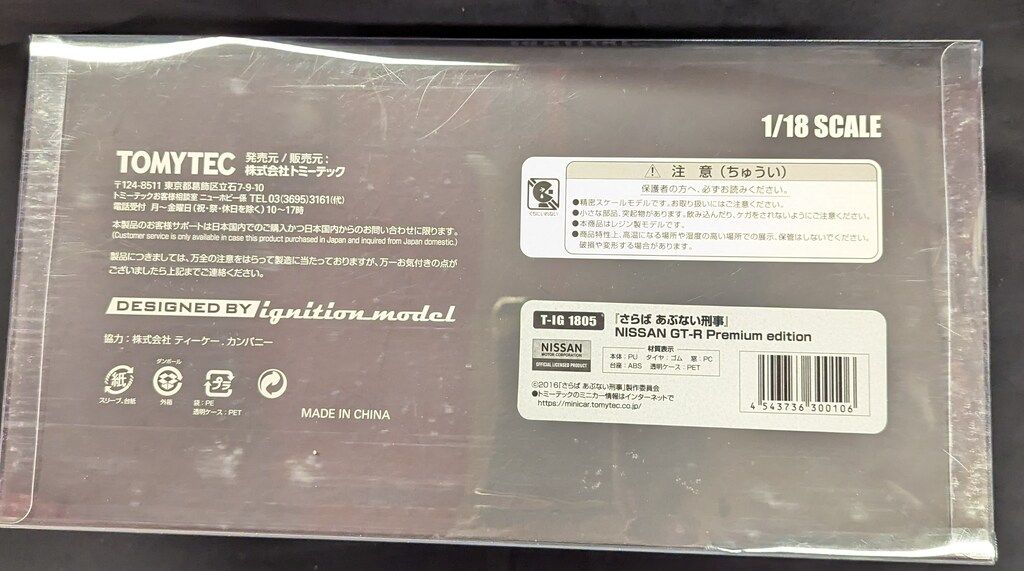 1/18 SCALE
TOMYTEC 発売元 / 販売元 :
株式会社トミーテック
〒124-8511 東京都葛飾区立石7-9-10
トミーテックお客様相談室 ニューホビー係 TEL 03(3695)3161(代)
電話受付 月〜金曜日(祝・祭・休日を除く) 10〜17時
本製品のお客様サポートは日本国内でのご購入かつ日本国内からのお問い合わせに限ります。
(Customer service is only available in case this product purchased in Japan and inquired from Japan domestic.)
製品につきましては、万全の注意をはらって製造に当たっておりますが、万一お気付きの点が
ございましたら上記までご連絡ください。
DESIGNED BY ignition model
協力 : 株式会社 ティーケー, カンパニー
紙
スリーブ、台紙
ダンボール
外箱
プラ
袋 : PE
透明ケース : PET
MADE IN CHINA
注 意 (ちゅうい)
保護者の方へ、必ずお読みください。
くちにいれない
●精密スケールモデルです。お取り扱いにはご注意ください。
●小さな部品、突起物があります。飲み込んだり、ケガをされないようにご注意ください。
●本商品はレジン製モデルです。
●商品特性上、高温になる場所や湿度の高い場所での展示、保管はしないでください。
破損や変形する場合があります。
T-IG 1805 『さらば あぶない刑事』
NISSAN GT-R Premium edition
NISSAN
MOTOR CORPORATION
OFFICIAL LICENSED PRODUCT
材質表示
本体 : PU タイヤ : ゴム 窓 : PC
台座 : ABS 透明ケース : PET
©2016「さらば あぶない刑事」製作委員会
●トミーテックのミニカー情報はインターネットで
https://minicar.tomytec.co.jp/
4 543736 300106